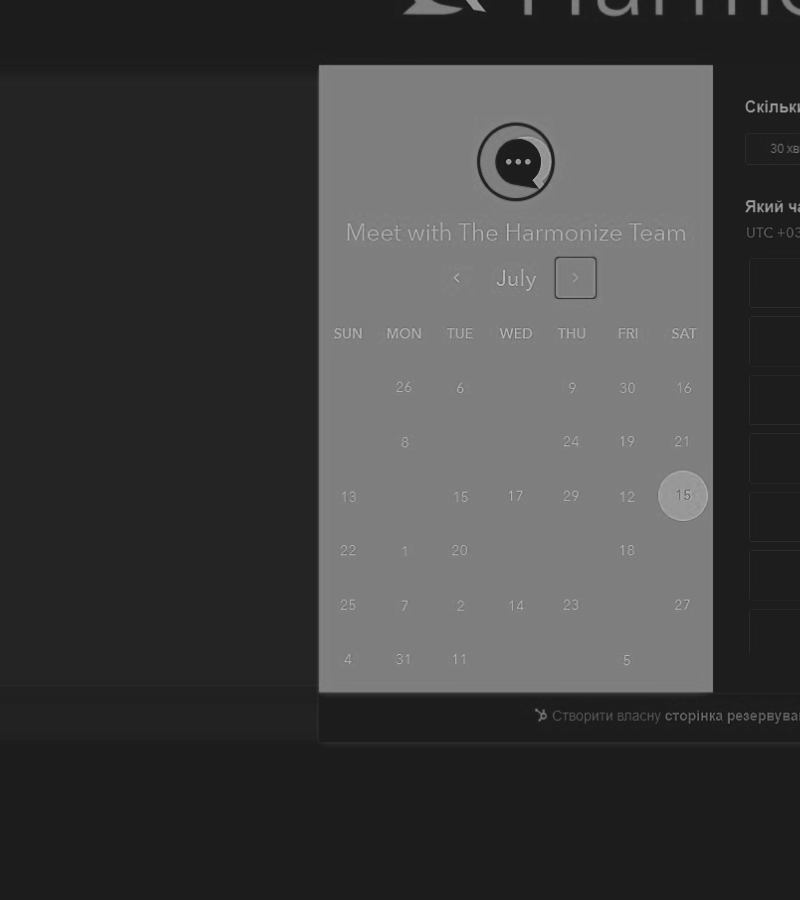 Harmo
Скільки
30 хв
Meet with The Harmonize Team
Який ча
UTC +03
July
SUN MON TUE WED THU FRI SAT
26 6 9 30 16
8 24 19 21
13 15 17 29 12 15
22 1 20 18
25 7 2 14 23 27
4 31 11 5
Створити власну сторінка резервува